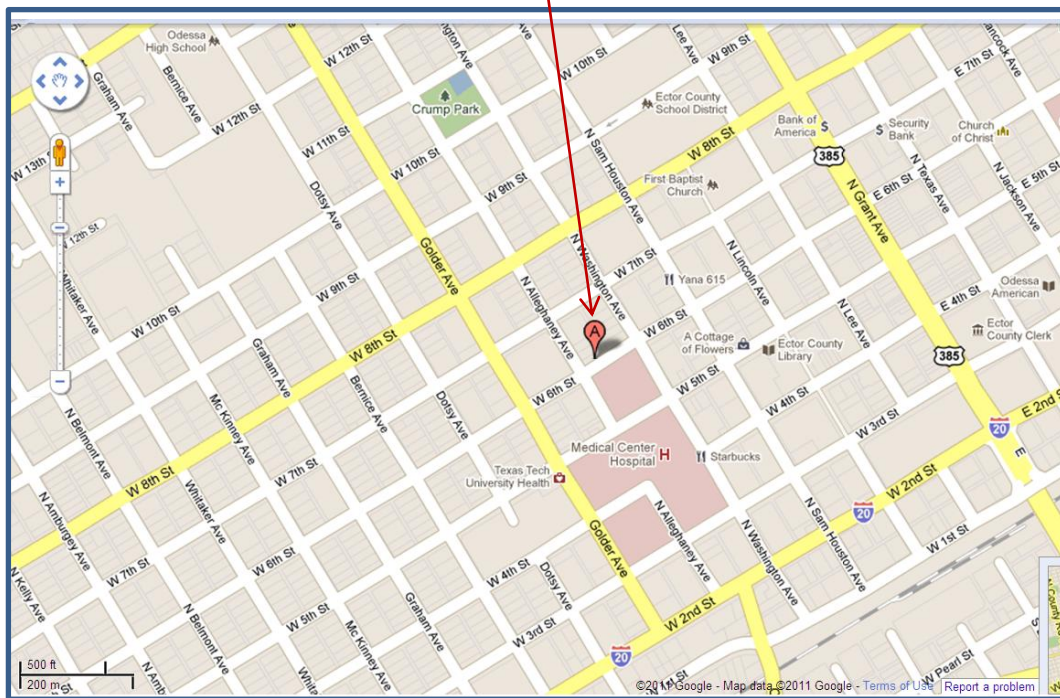 Odessa
High School
W 12th St
Graham Ave
Bernice Ave
W 12th St
W 13th St
W 12th St
W 11th St
W 10th St
Crump Park
W 10th St
W 9th St
N Lee Ave
W 9th St
Ector County
School District
W 8th St
N Sam Houston Ave
First Baptist
Church
Bank of
America
$
$
Security
Bank
Church
of Christ
E 7th St
385
E 6th St
E 5th St
N Texas Ave
N Jackson Ave
N Grant Ave
Dotsy Ave
Golder Ave
W 9th St
W 10th St
Whitaker Ave
N Alleghaney Ave
N Washington Ave
W 7th St
Yana 615
N Lincoln Ave
N Lee Ave
Odessa
American
E 4th St
Ector
County Clerk
A
W 6th St
A Cottage
of Flowers
Ector County
Library
385
W 8th St
Graham Ave
Bernice Ave
Dotsy Ave
W 6th St
W 5th St
W 4th St
W 3rd St
E 2nd St
20
E
Mc Kinney Ave
N Belmont Ave
W 7th St
W 8th St
Whitaker Ave
Medical Center
Hospital
H
Starbucks
Texas Tech
University Health
W 2nd St
20
N Amburgey Ave
W 6th St
W 7th St
N Alleghaney Ave
N Washington Ave
N Sam Houston Ave
W 1st St
Golder Ave
W 4th St
Dotsy Ave
N Kelly Ave
N Belmont Ave
W 5th St
Graham Ave
Mc Kinney Ave
W 3rd St
W 2nd St
20
W Pearl St
500 ft
200 m
©2011 Google - Map data ©2011 Google - Terms of Use
Report a problem